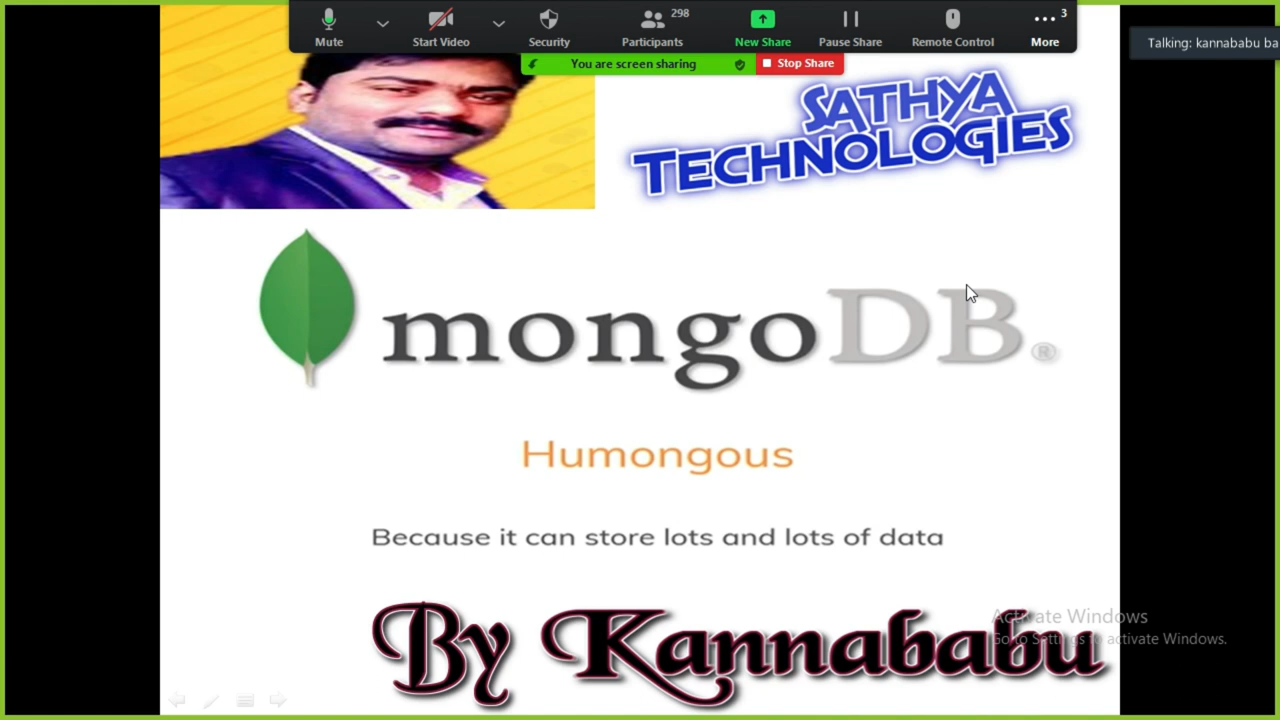 298
3
Mute
Start Video
Security
Participants
New Share
Pause Share
Remote Control
More
Talking: kannababu ba
You are screen sharing
Stop Share
SATHYA
TECHNOLOGIES
mongoDB®
Humongous
Because it can store lots and lots of data
By Kannababu
Activate Windows
Go to Settings to activate Windows.